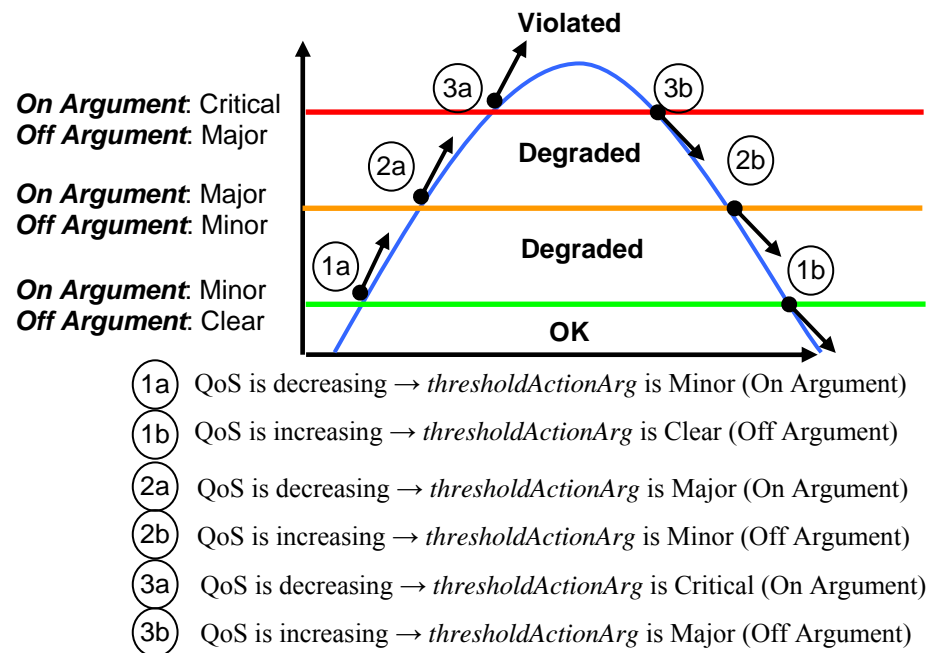 Violated
3a
3b
On Argument: Critical
Off Argument: Major
Degraded
2a
2b
On Argument: Major
Off Argument: Minor
Degraded
1a
1b
On Argument: Minor
Off Argument: Clear
OK
1a QoS is decreasing → thresholdActionArg is Minor (On Argument)
1b QoS is increasing → thresholdActionArg is Clear (Off Argument)
2a QoS is decreasing → thresholdActionArg is Major (On Argument)
2b QoS is increasing → thresholdActionArg is Minor (Off Argument)
3a QoS is decreasing → thresholdActionArg is Critical (On Argument)
3b QoS is increasing → thresholdActionArg is Major (Off Argument)